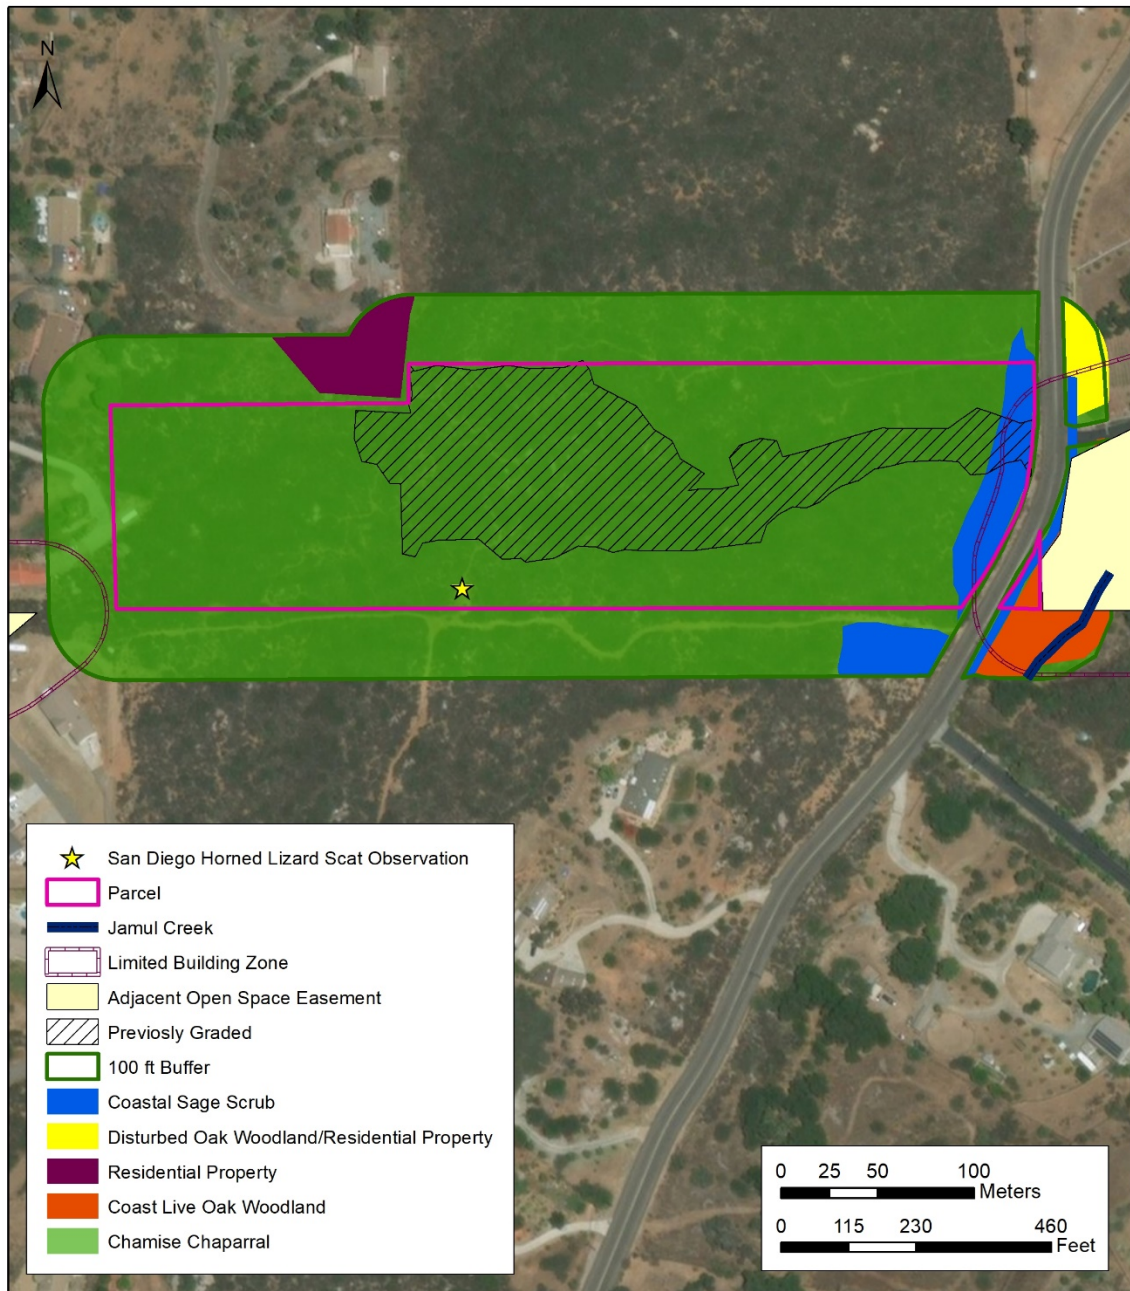 N
San Diego Horned Lizard Scat Observation
Parcel
Jamul Creek
Limited Building Zone
Adjacent Open Space Easement
Previosly Graded
100 ft Buffer
Coastal Sage Scrub
Disturbed Oak Woodland/Residential Property
Residential Property
Coast Live Oak Woodland
Chamise Chaparral
0 25 50 100
Meters
0 115 230 460
Feet